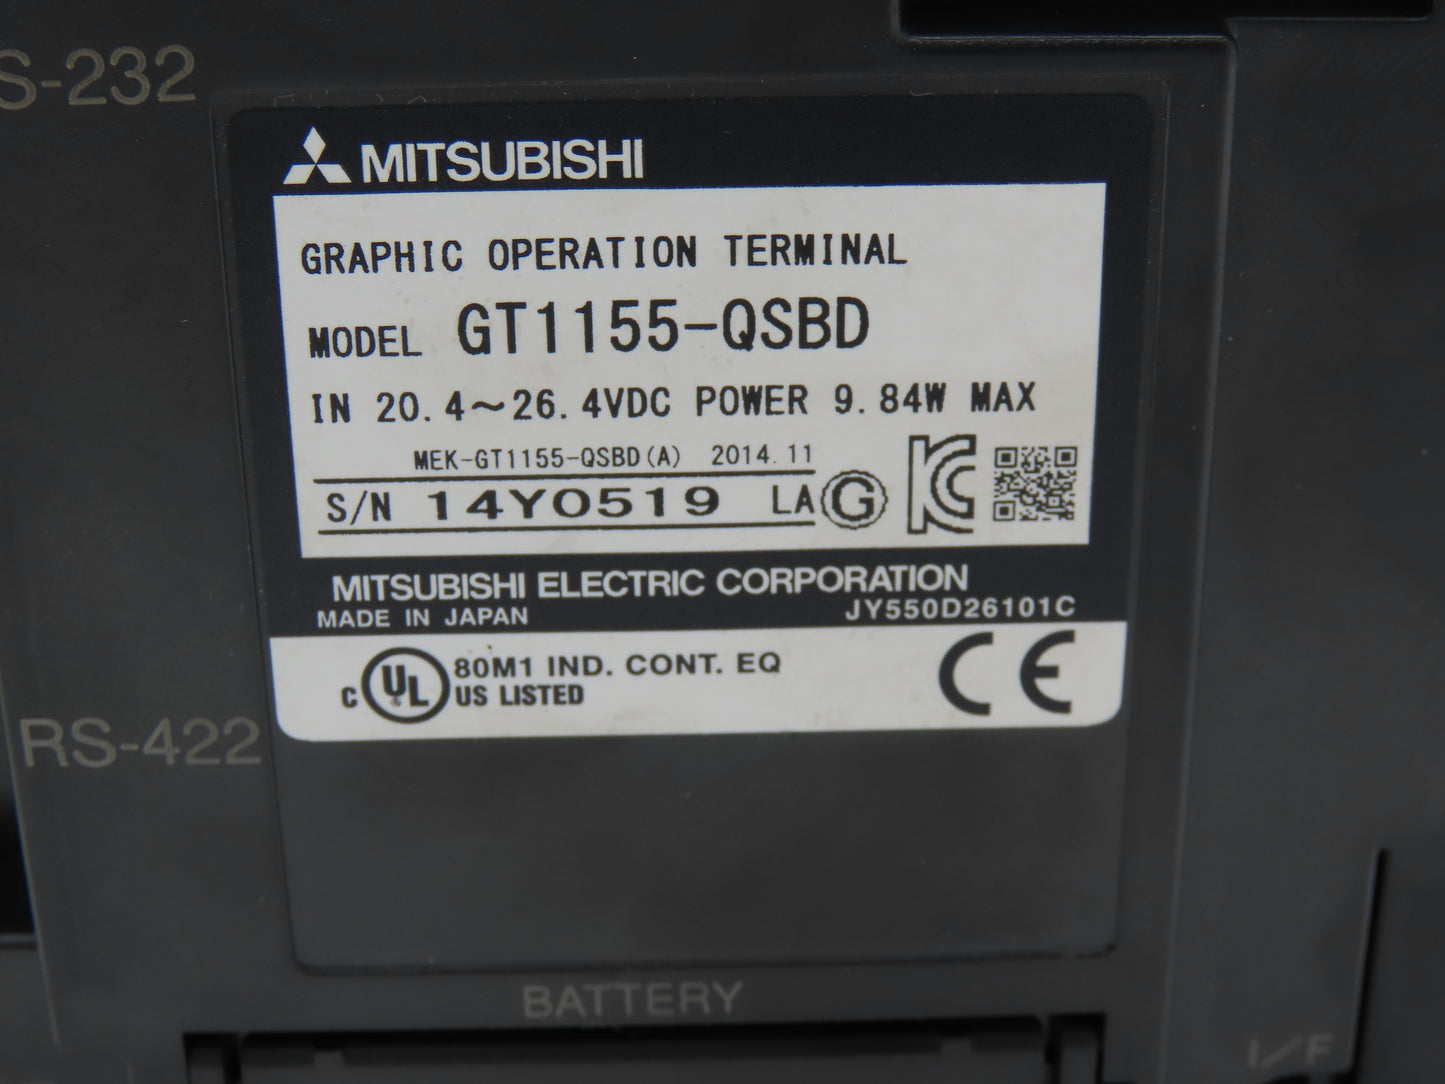 S-232
MITSUBISHI
GRAPHIC OPERATION TERMINAL
MODEL GT1155-QSBD
IN 20.4~26.4VDC POWER 9.84W MAX
MEK-GT1155-QSBD(A) 2014.11
S/N 14Y0519 LA G KC
MITSUBISHI ELECTRIC CORPORATION
MADE IN JAPAN JY550D26101C
C UL ® 80M1 IND. CONT. EQ
US LISTED CE
RS-422
BATTERY
I/F